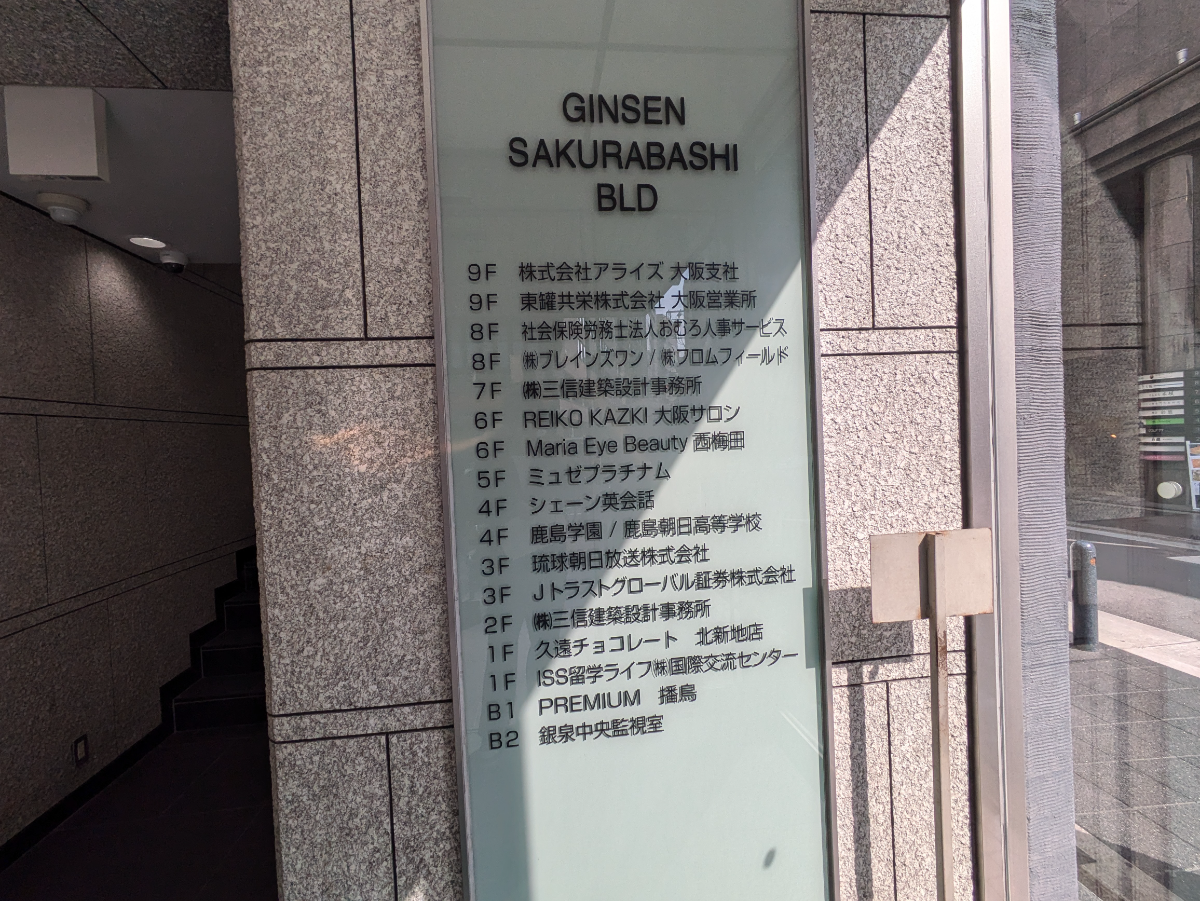 GINSEN
SAKURABASHI
BLD
9F 株式会社アライズ 大阪支社
9F 東罐共栄株式会社 大阪営業所
8F 社会保険労務士法人おむろ人事サービス
8F ㈱ブレインズワン / ㈱フロムフィールド
7F ㈱三信建築設計事務所
6F REIKO KAZKI 大阪サロン
6F Maria Eye Beauty 西梅田
5F ミュゼプラチナム
4F シェーン英会話
4F 鹿島学園 / 鹿島朝日高等学校
3F 琉球朝日放送株式会社
3F Jトラストグローバル証券株式会社
2F ㈱三信建築設計事務所
1F 久遠チョコレート 北新地店
1F ISS留学ライフ㈱国際交流センター
B1 PREMIUM 播鳥
B2 銀泉中央監視室